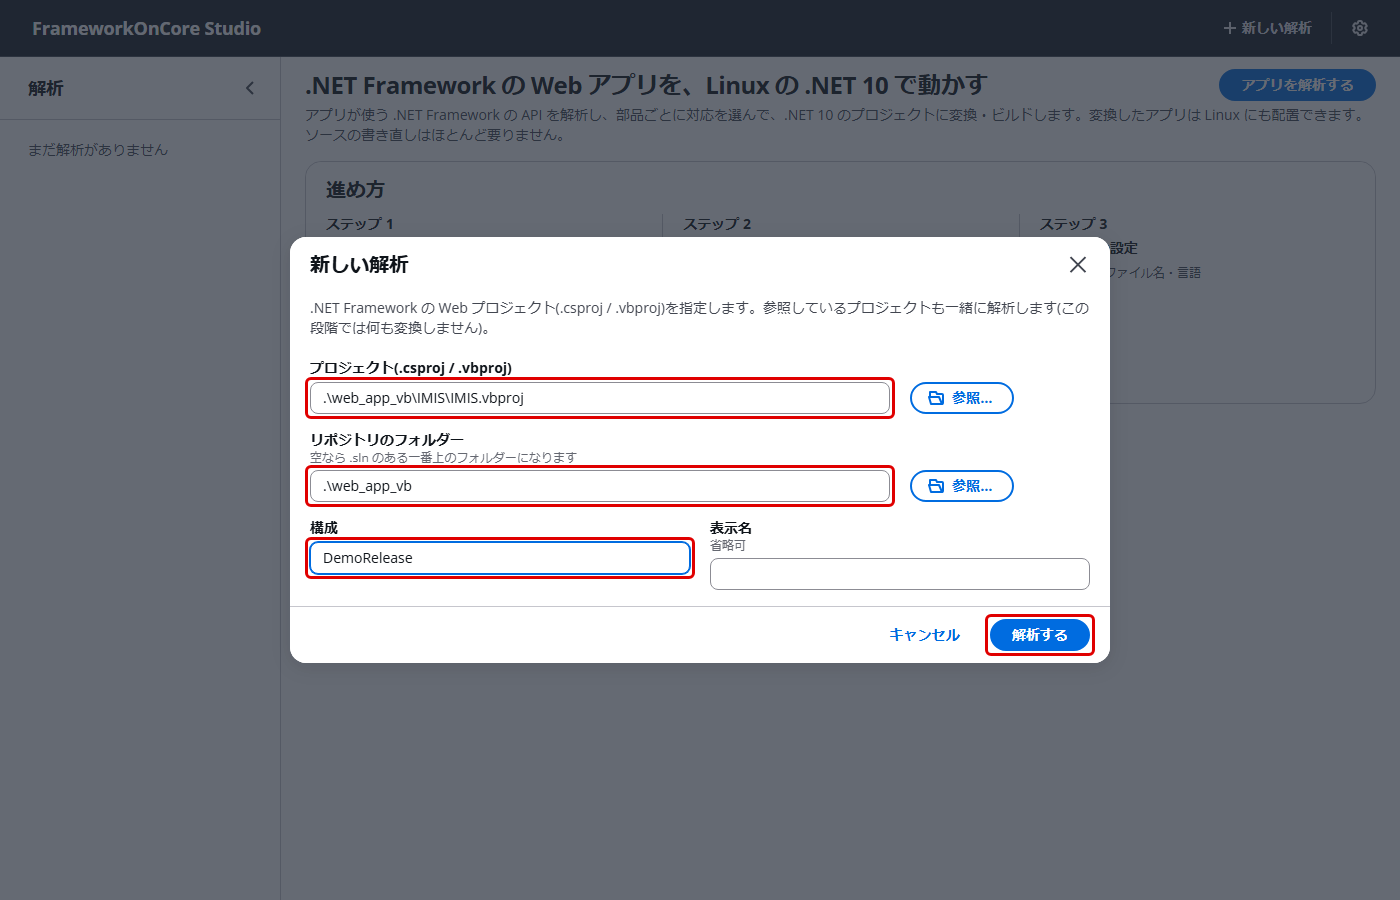 FrameworkOnCore Studio
新しい解析
解析
まだ解析がありません
.NET Framework の Web アプリを、Linux の .NET 10 で動かす
アプリを解析する
アプリが使う .NET Framework の API を解析し、部品ごとに対応を選んで、.NET 10 のプロジェクトに変換・ビルドします。変換したアプリは Linux にも配置できます。
ソースの書き直しはほとんど要りません。
進め方
ステップ 1
ステップ 2
ステップ 3
設定
ファイル名・言語
新しい解析
.NET Framework の Web プロジェクト(.csproj / .vbproj)を指定します。参照しているプロジェクトも一緒に解析します(この
段階では何も変換しません)。
プロジェクト(.csproj / .vbproj)
.\web_app_vb\IMIS\IMIS.vbproj
参照...
リポジトリのフォルダー
空なら .sln のある一番上のフォルダーになります
.\web_app_vb
参照...
構成
DemoRelease
表示名
省略可
キャンセル
解析する